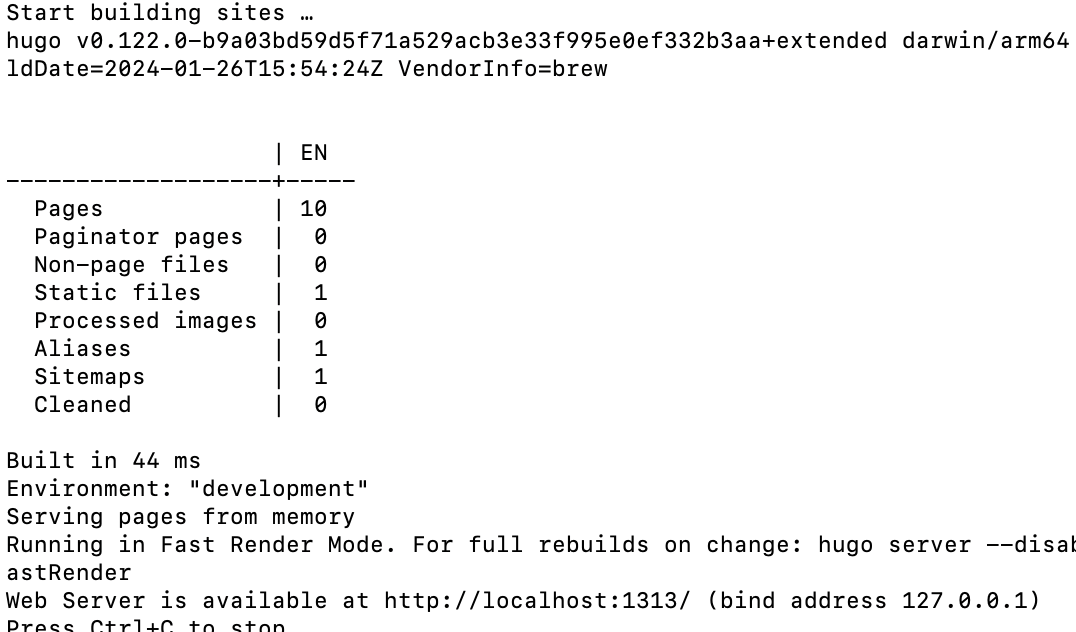 Start building sites …
hugo v0.122.0-b9a03bd59d5f71a529acb3e33f995e0ef332b3aa+extended darwin/arm64
ldDate=2024-01-26T15:54:24Z VendorInfo=brew
| EN
-------------------+-----
Pages | 10
Paginator pages | 0
Non-page files | 0
Static files | 1
Processed images | 0
Aliases | 1
Sitemaps | 1
Cleaned | 0
Built in 44 ms
Environment: "development"
Serving pages from memory
Running in Fast Render Mode. For full rebuilds on change: hugo server --disab
astRender
Web Server is available at http://localhost:1313/ (bind address 127.0.0.1)
Press Ctrl+C to stop